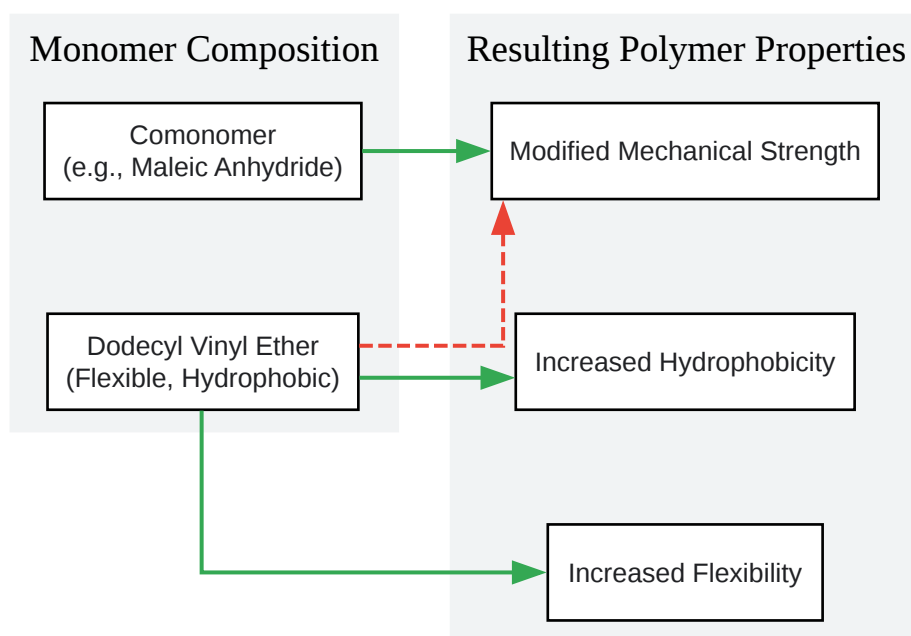 Monomer Composition
Resulting Polymer Properties
Comonomer
(e.g., Maleic Anhydride)
Modified Mechanical Strength
Dodecyl Vinyl Ether
(Flexible, Hydrophobic)
Increased Hydrophobicity
Increased Flexibility